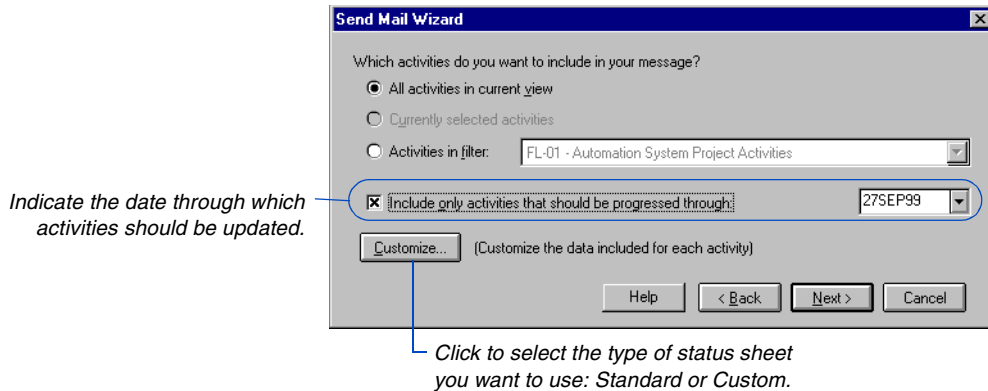 Send Mail Wizard
Which activities do you want to include in your message?
All activities in current view
Currently selected activities
Activities in filter:
FL-01 - Automation System Project Activities
Indicate the date through which
activities should be updated.
Include only activities that should be progressed through:
27SEP99
Customize...
(Customize the data included for each activity)
Help
< Back
Next >
Cancel
Click to select the type of status sheet
you want to use: Standard or Custom.